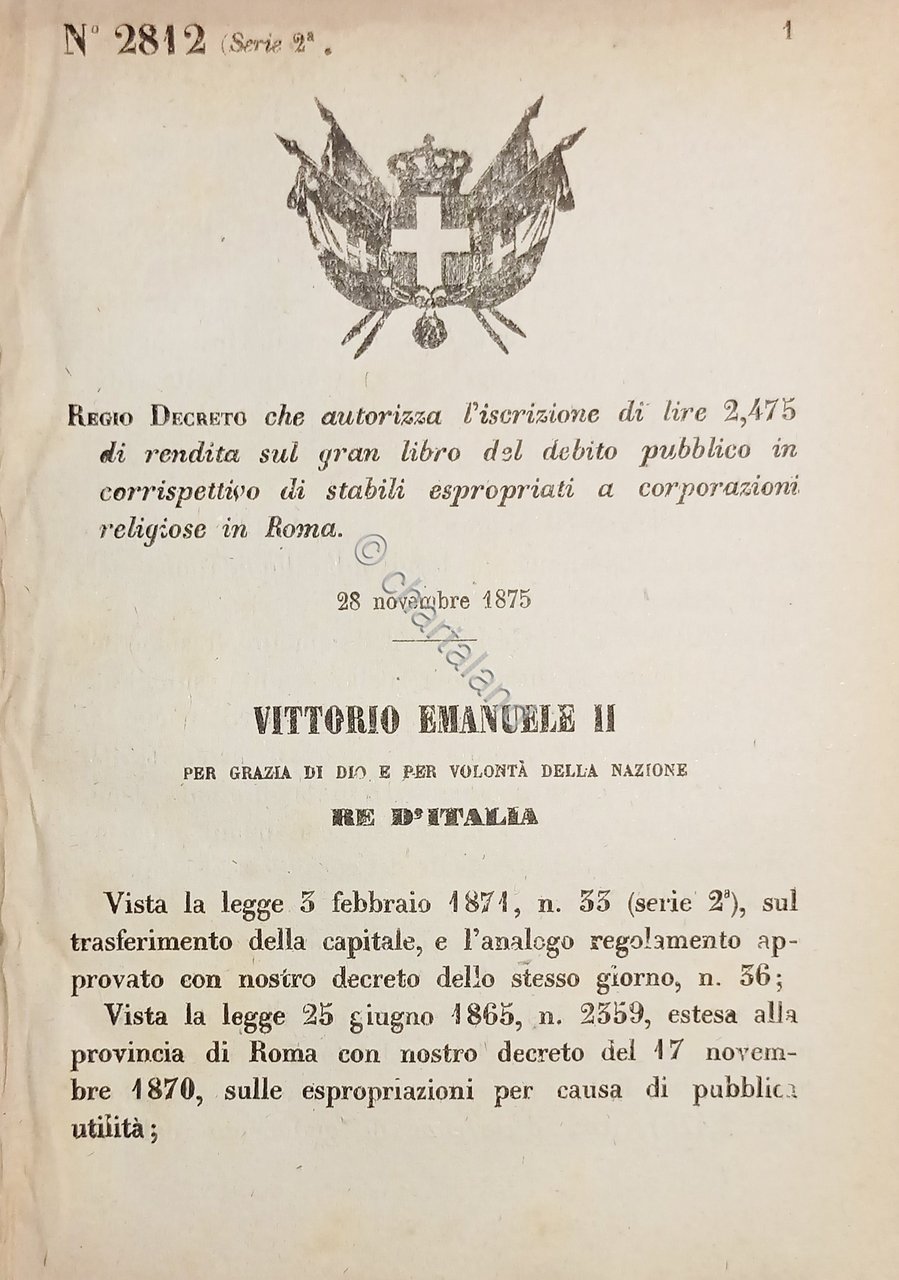 N° 2812 (Serie 2ª.
1
REGIO DECRETO che autorizza l'iscrizione di lire 2,475
di rendita sul gran libro del debito pubblico in
corrispettivo di stabili espropriati a corporazioni
religiose in Roma.
© chartalano
28 novembre 1875
VITTORIO EMANUELE II
PER GRAZIA DI DIO E PER VOLONTÀ DELLA NAZIONE
RE D'ITALIA
Vista la legge 3 febbraio 1871, n. 33 (serie 2ª), sul
trasferimento della capitale, e l'analogo regolamento ap-
provato con nostro decreto dello stesso giorno, n. 36;
Vista la legge 25 giugno 1865, n. 2359, estesa alla
provincia di Roma con nostro decreto del 17 novem-
bre 1870, sulle espropriazioni per causa di pubblica
utilità;